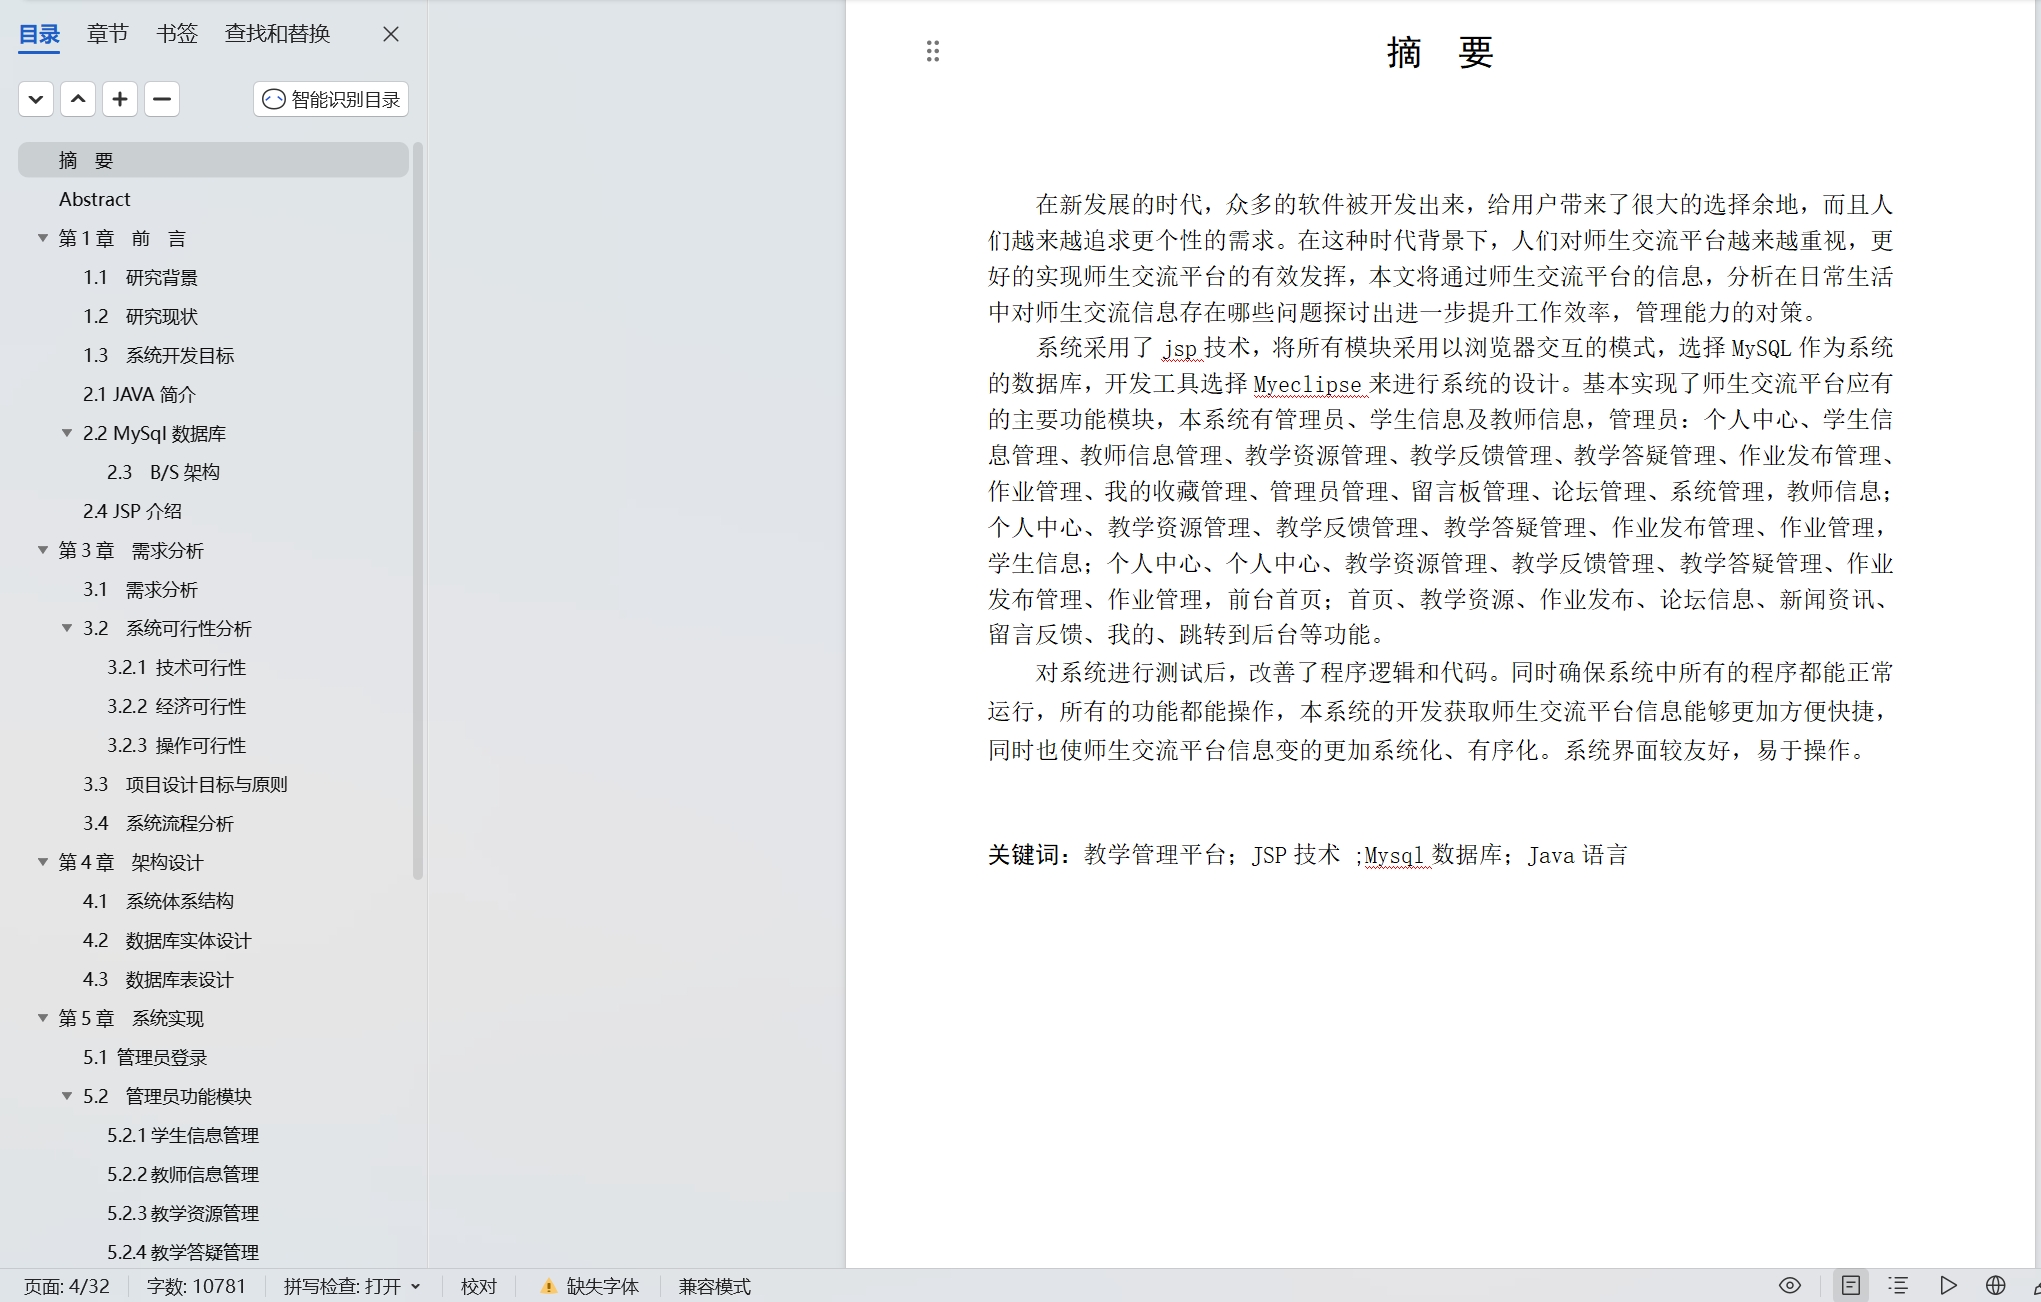 目录 章节 书签 查找和替换
智能识别目录
摘 要
Abstract
第1章 前 言
1.1 研究背景
1.2 研究现状
1.3 系统开发目标
2.1 JAVA 简介
2.2 MySql 数据库
2.3 B/S 架构
2.4 JSP 介绍
第3章 需求分析
3.1 需求分析
3.2 系统可行性分析
3.2.1 技术可行性
3.2.2 经济可行性
3.2.3 操作可行性
3.3 项目设计目标与原则
3.4 系统流程分析
第4章 架构设计
4.1 系统体系结构
4.2 数据库实体设计
4.3 数据库表设计
第5章 系统实现
5.1 管理员登录
5.2 管理员功能模块
5.2.1 学生信息管理
5.2.2 教师信息管理
5.2.3 教学资源管理
5.2.4 教学答疑管理
摘 要
在新发展的时代，众多的软件被开发出来，给用户带来了很大的选择余地，而且人
们越来越追求更个性的需求。在这种时代背景下，人们对师生交流平台越来越重视，更
好的实现师生交流平台的有效发挥，本文将通过师生交流平台的信息，分析在日常生活
中对师生交流信息存在哪些问题探讨出进一步提升工作效率，管理能力的对策。
系统采用了 jsp 技术，将所有模块采用以浏览器交互的模式，选择 MySQL 作为系统
的数据库，开发工具选择 Myeclipse 来进行系统的设计。基本实现了师生交流平台应有
的主要功能模块，本系统有管理员、学生信息及教师信息，管理员：个人中心、学生信
息管理、教师信息管理、教学资源管理、教学反馈管理、教学答疑管理、作业发布管理、
作业管理、我的收藏管理、管理员管理、留言板管理、论坛管理、系统管理，教师信息；
个人中心、教学资源管理、教学反馈管理、教学答疑管理、作业发布管理、作业管理，
学生信息；个人中心、个人中心、教学资源管理、教学反馈管理、教学答疑管理、作业
发布管理、作业管理，前台首页；首页、教学资源、作业发布、论坛信息、新闻资讯、
留言反馈、我的、跳转到后台等功能。
对系统进行测试后，改善了程序逻辑和代码。同时确保系统中所有的程序都能正常
运行，所有的功能都能操作，本系统的开发获取师生交流平台信息能够更加方便快捷，
同时也使师生交流平台信息变的更加系统化、有序化。系统界面较友好，易于操作。
关键词：教学管理平台；JSP 技术 ;Mysql 数据库；Java 语言
页面: 4/32 字数: 10781 拼写检查: 打开 校对 缺失字体 兼容模式